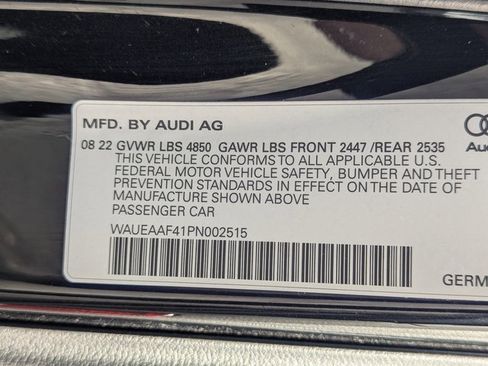 MFD. BY AUDI AG
08 22 GVWR LBS 4850 GAWR LBS FRONT 2447 /REAR 2535
THIS VEHICLE CONFORMS TO ALL APPLICABLE U.S.
FEDERAL MOTOR VEHICLE SAFETY, BUMPER AND THEFT
PREVENTION STANDARDS IN EFFECT ON THE DATE OF
MANUFACTURE SHOWN ABOVE
PASSENGER CAR
WAUEAAF41PN002515
GERM
Aud